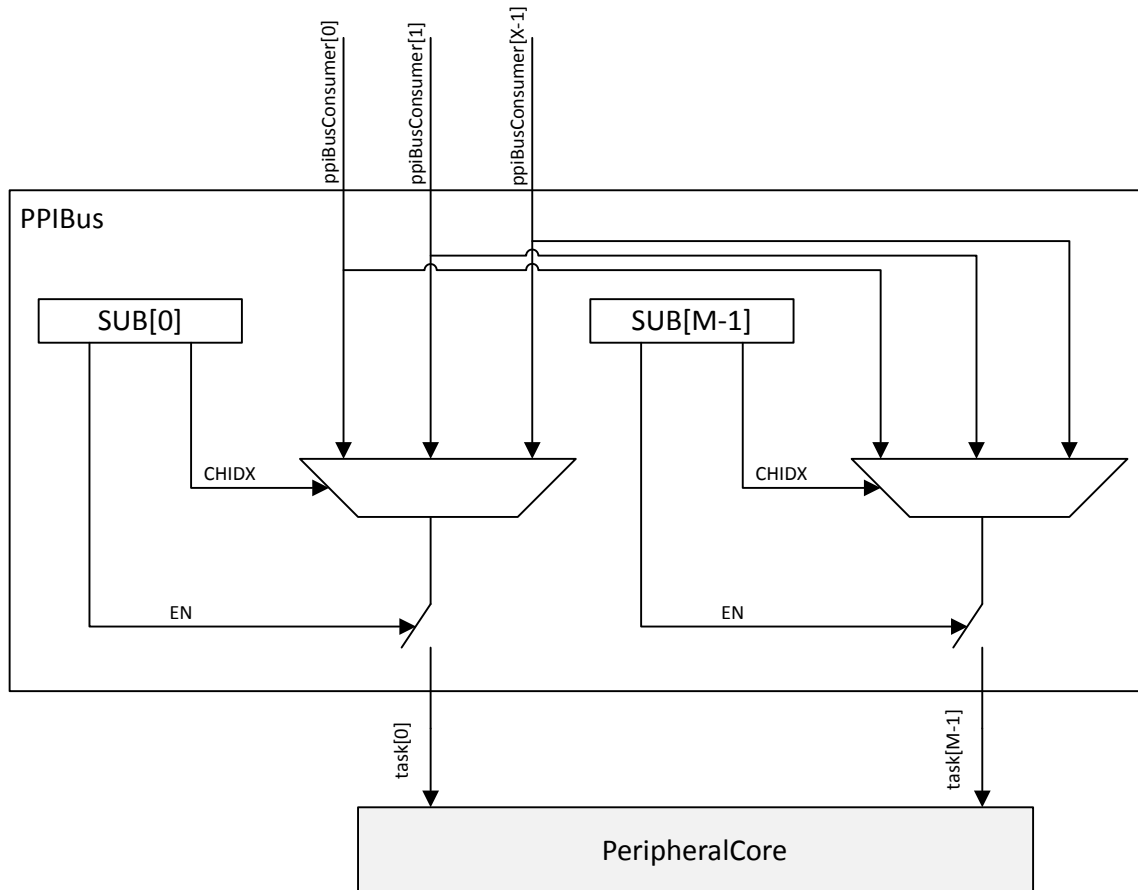 ppiBusConsumer[0]
ppiBusConsumer[1]
ppiBusConsumer[X-1]
PPIBus
SUB[0]
SUB[M-1]
CHIDX
CHIDX
EN
EN
task[0]
task[M-1]
PeripheralCore